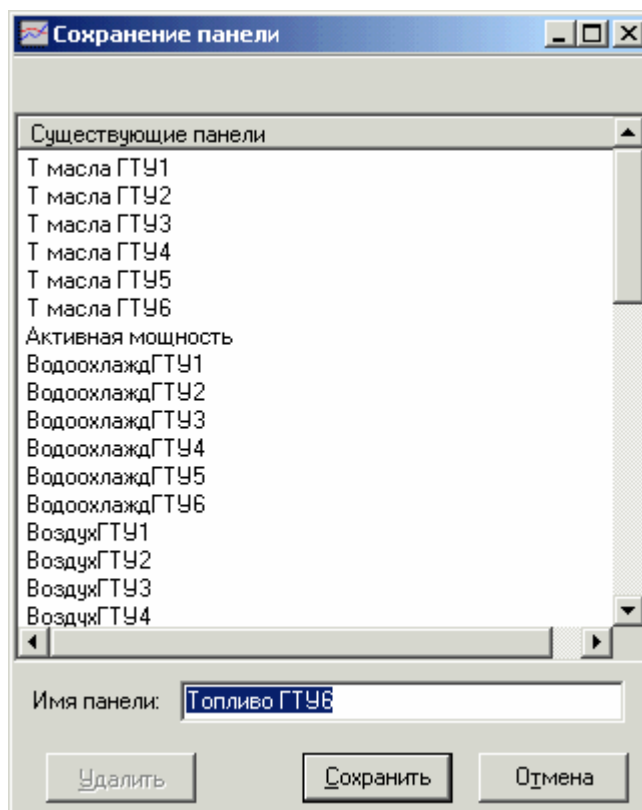 Сохранение панели
Существующие панели
Т масла ГТУ1
Т масла ГТУ2
Т масла ГТУ3
Т масла ГТУ4
Т масла ГТУ5
Т масла ГТУ6
Активная мощность
ВодоохлаждГТУ1
ВодоохлаждГТУ2
ВодоохлаждГТУ3
ВодоохлаждГТУ4
ВодоохлаждГТУ5
ВодоохлаждГТУ6
ВоздухГТУ1
ВоздухГТУ2
ВоздухГТУ3
ВоздухГТУ4
Имя панели: Топливо ГТУ6
Удалить Сохранить Отмена